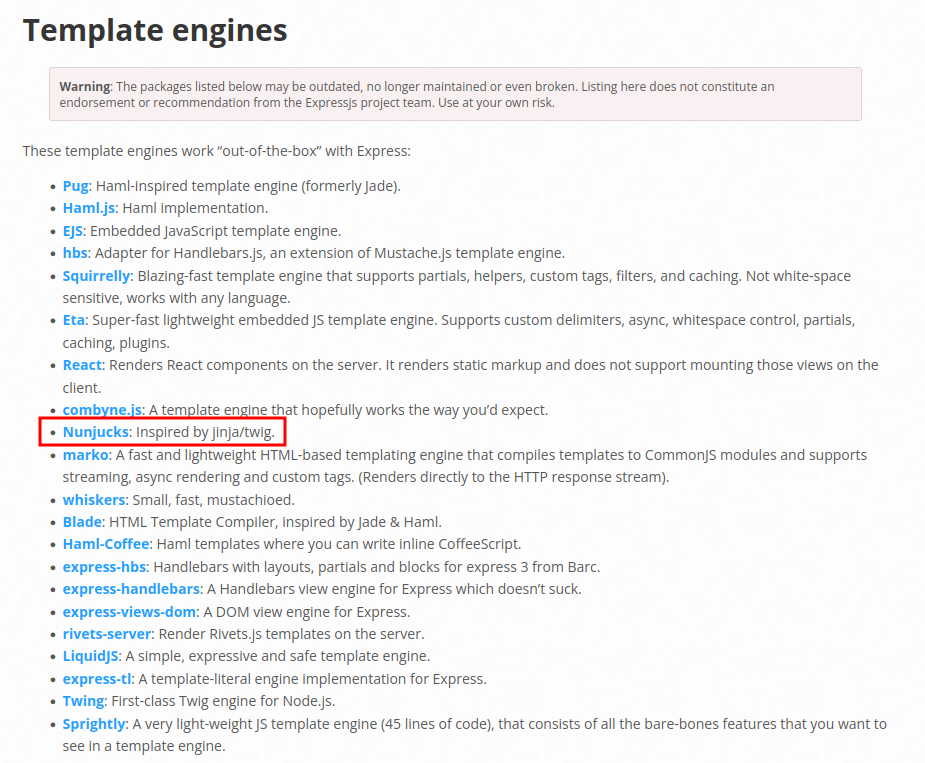 Template engines
Warning: The packages listed below may be outdated, no longer maintained or even broken. Listing here does not constitute an
endorsement or recommendation from the Expressjs project team. Use at your own risk.
These template engines work “out-of-the-box” with Express:
• Pug: Haml-inspired template engine (formerly Jade).
• Haml.js: Haml implementation.
• EJS: Embedded JavaScript template engine.
• hbs: Adapter for Handlebars.js, an extension of Mustache.js template engine.
• Squirrelly: Blazing-fast template engine that supports partials, helpers, custom tags, filters, and caching. Not white-space
sensitive, works with any language.
• Eta: Super-fast lightweight embedded JS template engine. Supports custom delimiters, async, whitespace control, partials,
caching, plugins.
• React: Renders React components on the server. It renders static markup and does not support mounting those views on the
client.
• combyne.js: A template engine that hopefully works the way you’d expect.
• Nunjucks: Inspired by jinja/twig.
• marko: A fast and lightweight HTML-based templating engine that compiles templates to CommonJS modules and supports
streaming, async rendering and custom tags. (Renders directly to the HTTP response stream).
• whiskers: Small, fast, mustachioed.
• Blade: HTML Template Compiler, inspired by Jade & Haml.
• Haml-Coffee: Haml templates where you can write inline CoffeeScript.
• express-hbs: Handlebars with layouts, partials and blocks for express 3 from Barc.
• express-handlebars: A Handlebars view engine for Express which doesn’t suck.
• express-views-dom: A DOM view engine for Express.
• rivets-server: Render Rivets.js templates on the server.
• LiquidJS: A simple, expressive and safe template engine.
• express-tl: A template-literal engine implementation for Express.
• Twing: First-class Twig engine for Node.js.
• Sprightly: A very light-weight JS template engine (45 lines of code), that consists of all the bare-bones features that you want to
see in a template engine.